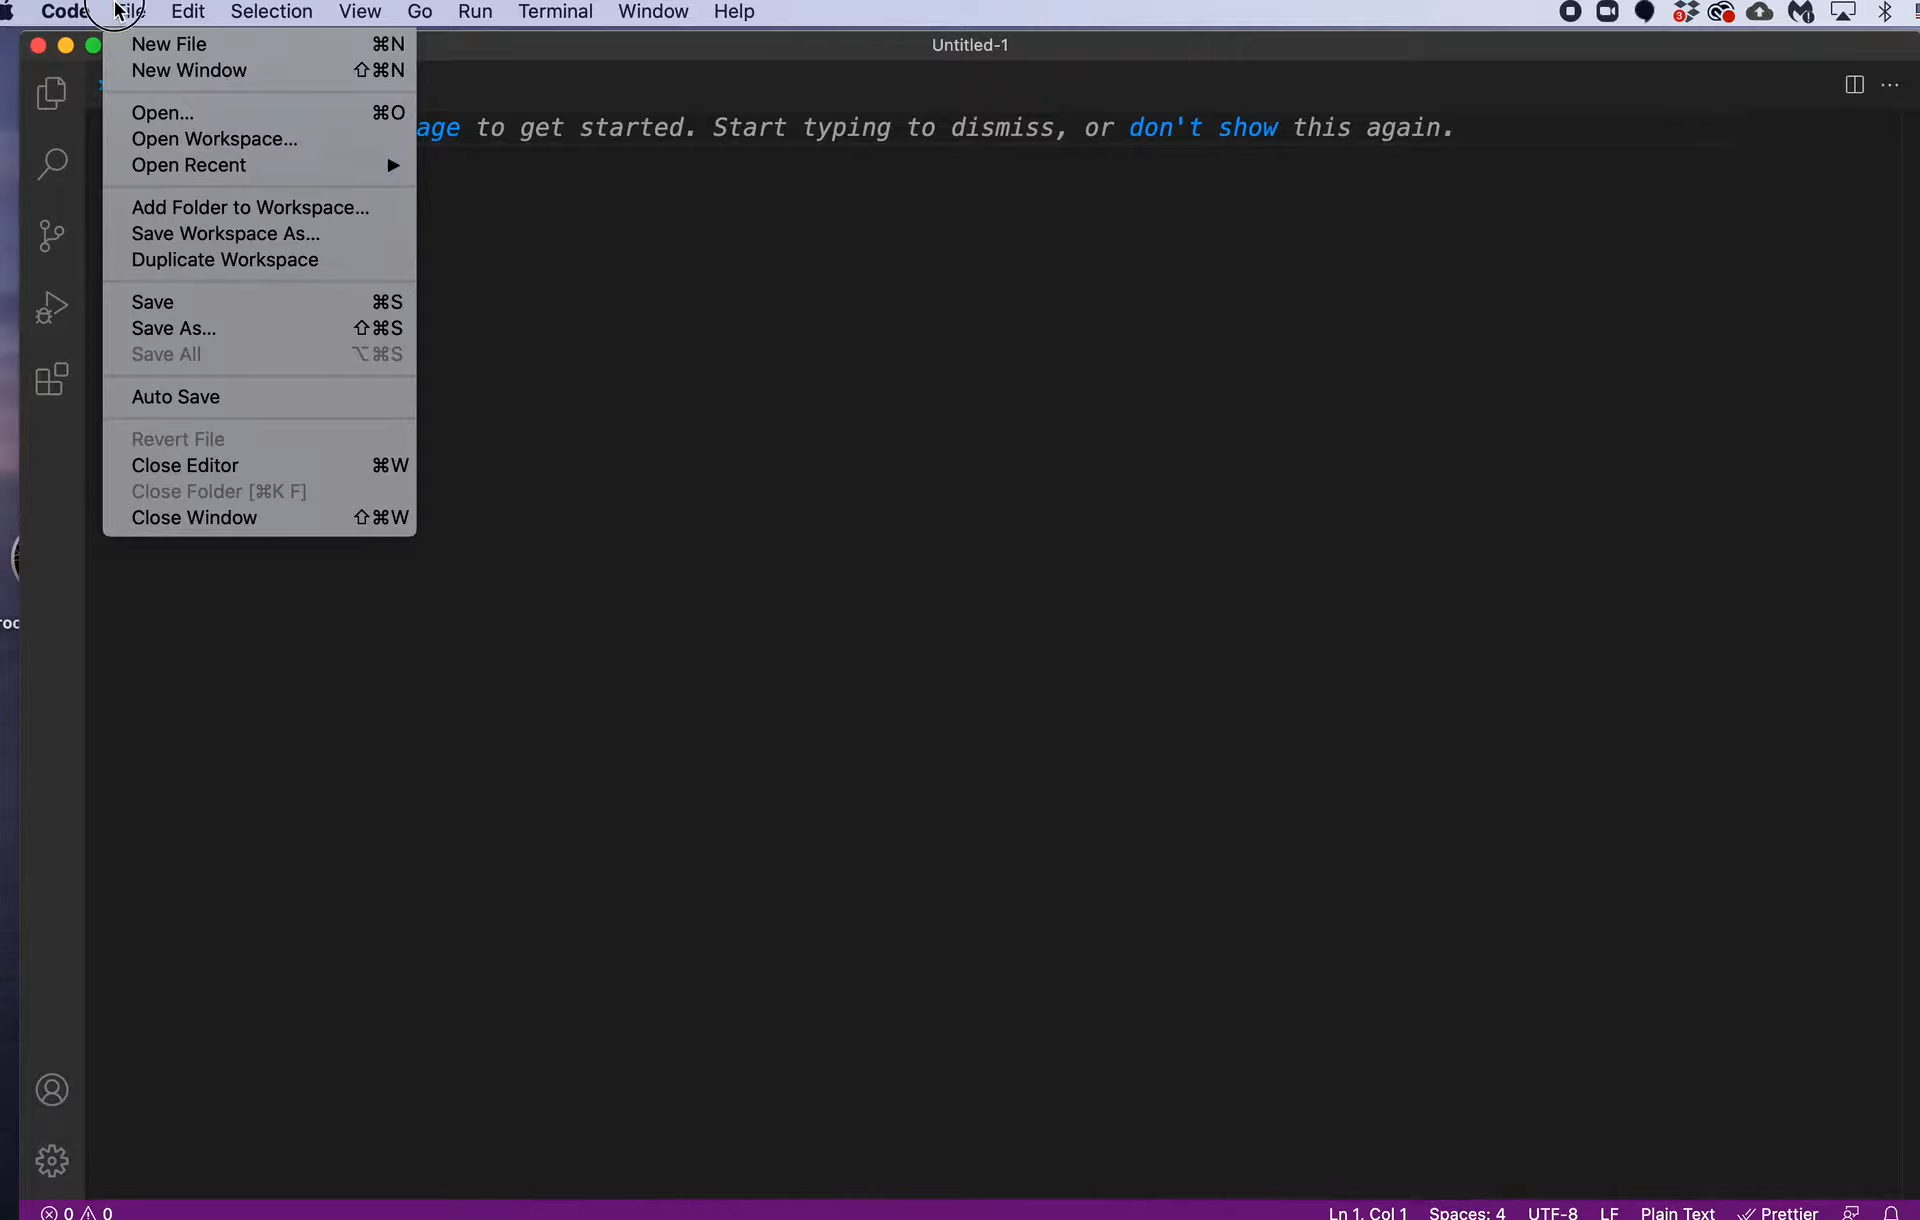 Code File Edit Selection View Go Run Terminal Window Help
3
Untitled-1
New File ⌘N
New Window ⇧⌘N
Open... ⌘O
age to get started. Start typing to dismiss, or don't show this again.
Open Workspace...
Open Recent ▶
Add Folder to Workspace...
Save Workspace As...
Duplicate Workspace
Save ⌘S
Save As... ⇧⌘S
Save All ⌥⌘S
Auto Save
Revert File
Close Editor ⌘W
Close Folder [⌘K F]
Close Window ⇧⌘W
roc
0 0 Ln 1, Col 1 Spaces: 4 UTF-8 LF Plain Text Prettier